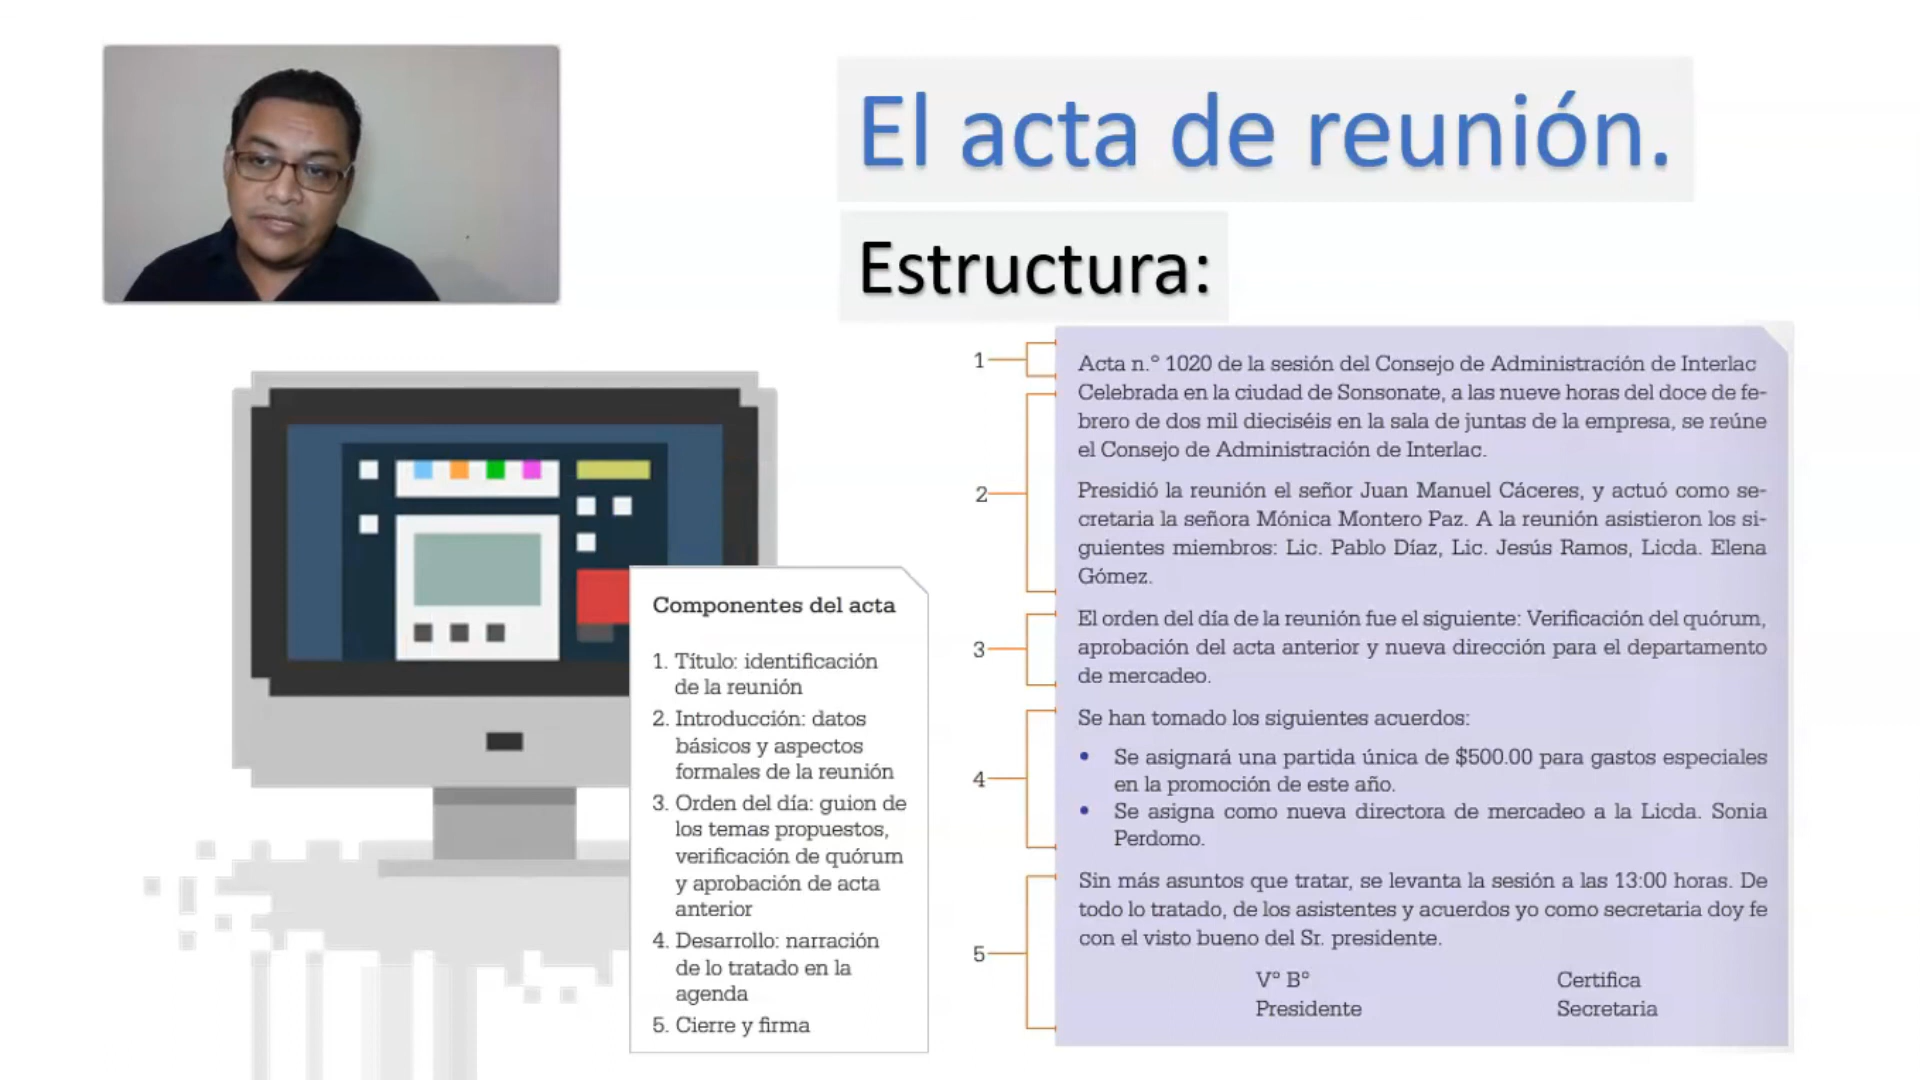 El acta de reunión.
Estructura:
Componentes del acta
1. Título: identificación
de la reunión
2. Introducción: datos
básicos y aspectos
formales de la reunión
3. Orden del día: guion de
los temas propuestos,
verificación de quórum
y aprobación de acta
anterior
4. Desarrollo: narración
de lo tratado en la
agenda
5. Cierre y firma
1
Acta n.° 1020 de la sesión del Consejo de Administración de Interlac
2
Celebrada en la ciudad de Sonsonate, a las nueve horas del doce de fe-
brero de dos mil dieciséis en la sala de juntas de la empresa, se reúne
el Consejo de Administración de Interlac.
Presidió la reunión el señor Juan Manuel Cáceres, y actuó como se-
cretaria la señora Mónica Montero Paz. A la reunión asistieron los si-
guientes miembros: Lic. Pablo Díaz, Lic. Jesús Ramos, Licda. Elena
Gómez.
3
El orden del día de la reunión fue el siguiente: Verificación del quórum,
aprobación del acta anterior y nueva dirección para el departamento
de mercadeo.
4
Se han tomado los siguientes acuerdos:
• Se asignará una partida única de $500.00 para gastos especiales
en la promoción de este año.
• Se asigna como nueva directora de mercadeo a la Licda. Sonia
Perdomo.
5
Sin más asuntos que tratar, se levanta la sesión a las 13:00 horas. De
todo lo tratado, de los asistentes y acuerdos yo como secretaria doy fe
con el visto bueno del Sr. presidente.
V° B° Certifica
Presidente Secretaria